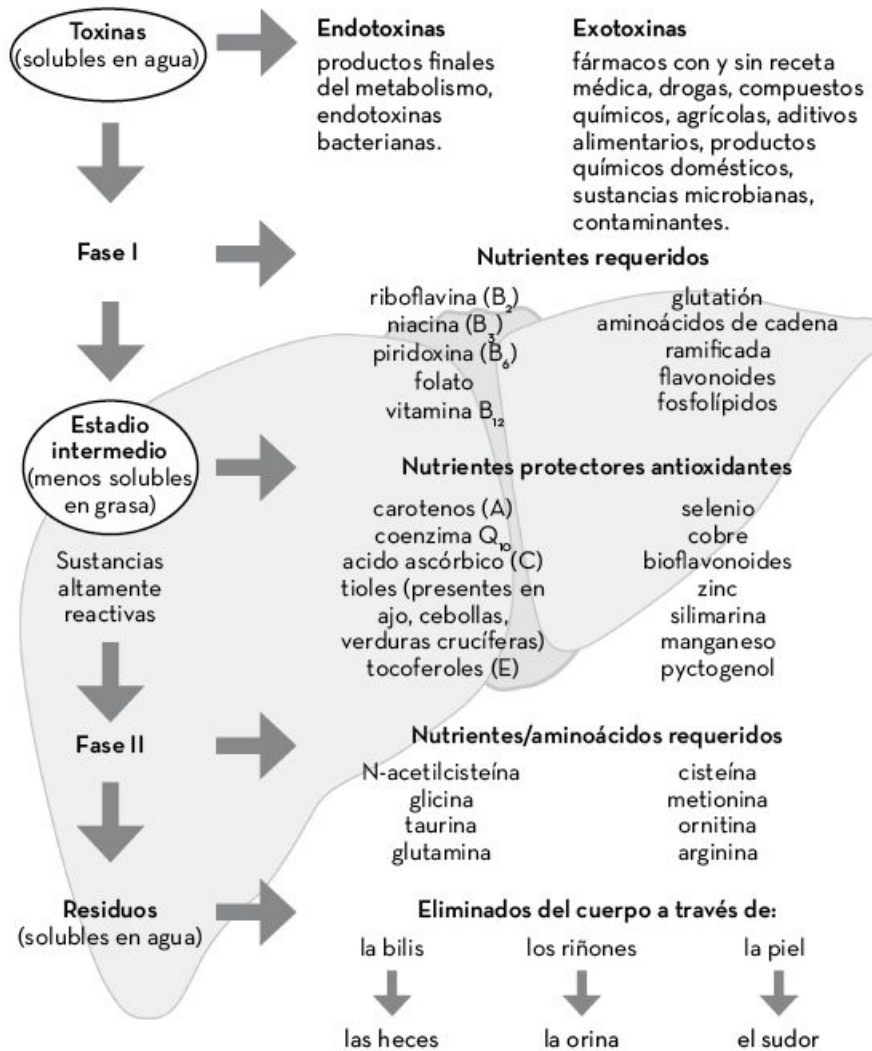 Toxinas
(solubles en agua)
Endotoxinas
productos finales
del metabolismo,
endotoxinas
bacterianas.
Exotoxinas
fármacos con y sin receta
médica, drogas, compuestos
químicos, agrícolas, aditivos
alimentarios, productos
químicos domésticos,
sustancias microbianas,
contaminantes.
Fase I
Nutrientes requeridos
riboflavina (B₂)
niacina (B₃)
piridoxina (B₆)
folato
vitamina B₁₂
glutatión
aminoácidos de cadena
ramificada
flavonoides
fosfolípidos
Estadio
intermedio
(menos solubles
en grasa)
Sustancias
altamente
reactivas
Nutrientes protectores antioxidantes
carotenos (A)
coenzima Q₁₀
acido ascórbico (C)
tioles (presentes en
ajo, cebollas,
verduras crucíferas)
tocoferoles (E)
selenio
cobre
bioflavonoides
zinc
silimarina
manganeso
pyctogenol
Fase II
Nutrientes/aminoácidos requeridos
N-acetilcisteína
glicina
taurina
glutamina
cisteína
metionina
ornitina
arginina
Residuos
(solubles en agua)
Eliminados del cuerpo a través de:
la bilis
los riñones
la piel
las heces
la orina
el sudor